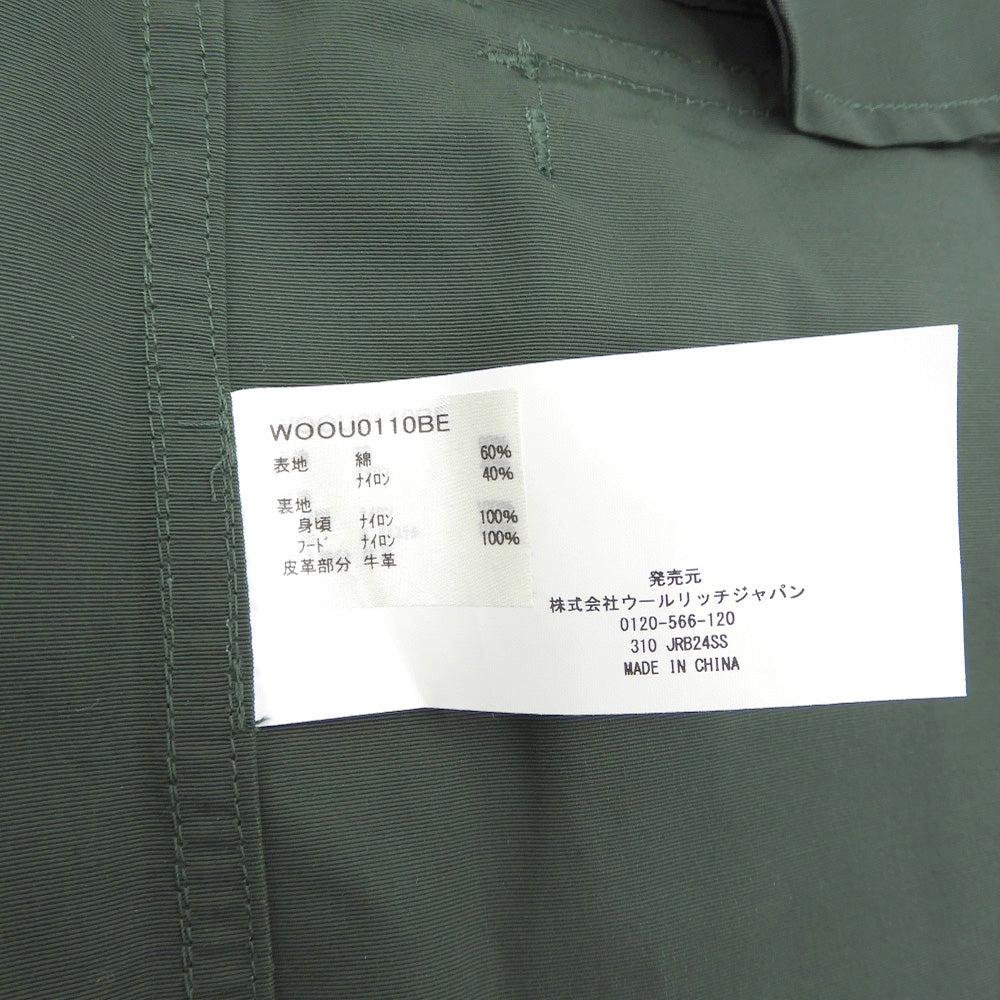 WOOU0110BE
表地 綿 60%
ナイロン 40%
裏地
身頃 ナイロン 100%
フード ナイロン 100%
皮革部分 牛革
発売元
株式会社ウールリッチジャパン
0120-566-120
310 JRB24SS
MADE IN CHINA